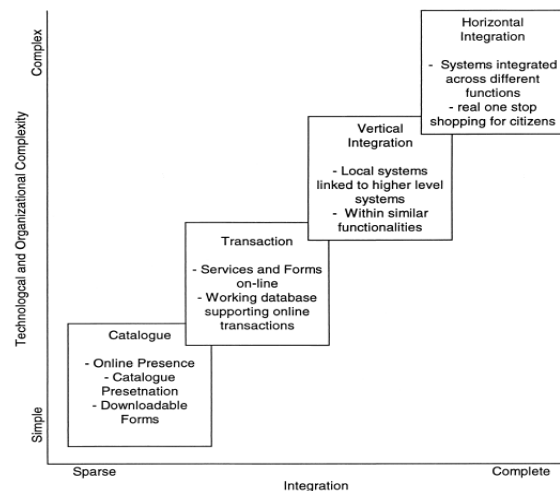 Horizontal
Integration
- Systems integrated
across different
functions
- real one stop
shopping for citizens
Vertical
Integration
- Local systems
linked to higher level
systems
- Within similar
functionalities
Transaction
- Services and Forms
on-line
- Working database
supporting online
transactions
Catalogue
- Online Presence
- Catalogue
Presetnation
- Downloadable
Forms
Complex
Technologcal and Organizational Complexity
Simple
Sparse
Complete
Integration